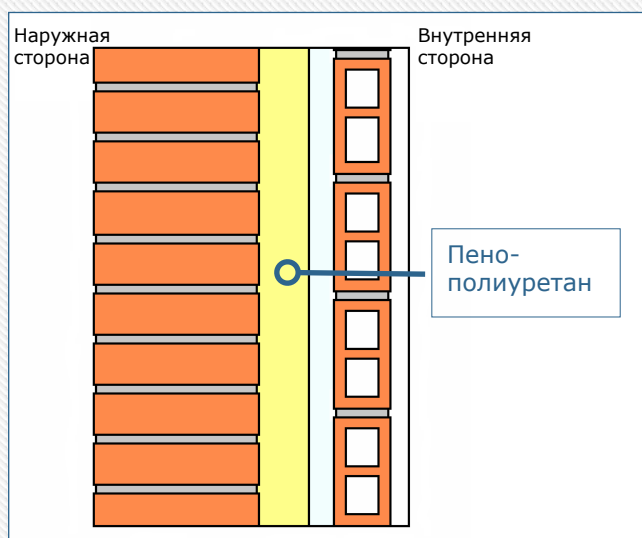 Наружная
сторона
Внутренняя
сторона
Пено-
полиуретан